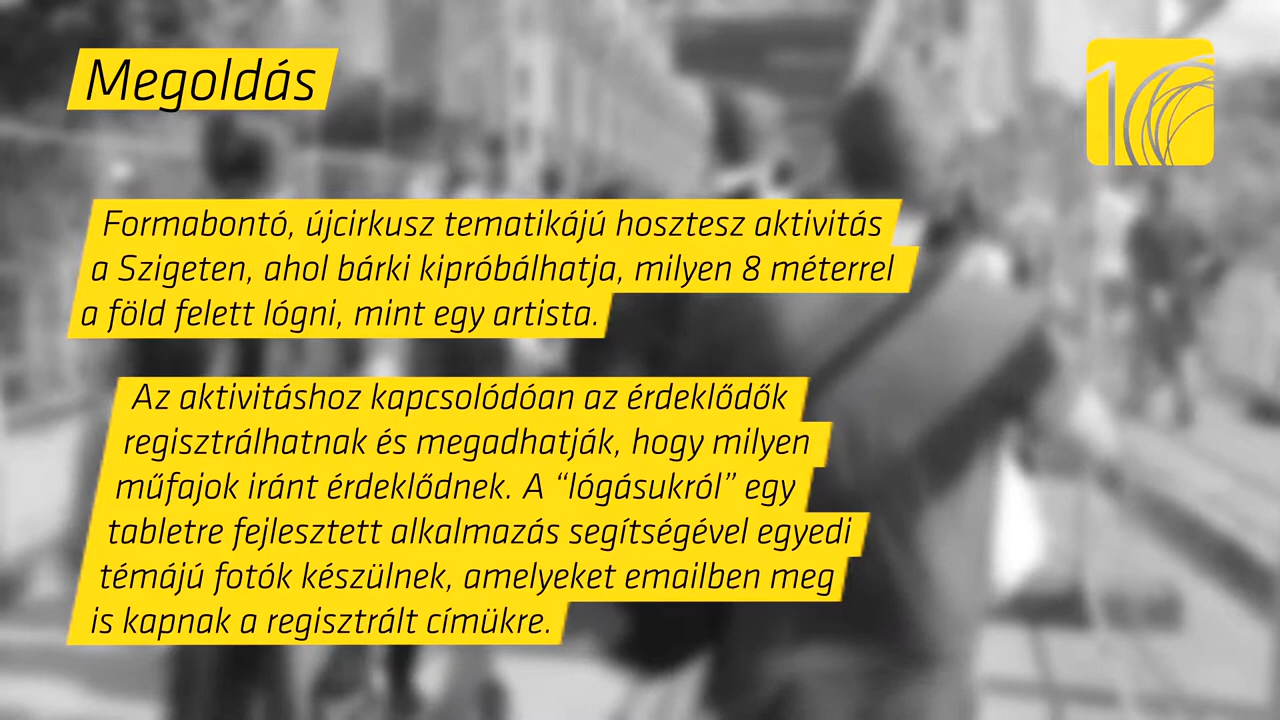 Megoldás
10
Formabontó, újcirkusz tematikájú hosztesz aktivitás
a Szigeten, ahol bárki kipróbálhatja, milyen 8 méterrel
a föld felett lógni, mint egy artista.
Az aktivitáshoz kapcsolódóan az érdeklődők
regisztrálhatnak és megadhatják, hogy milyen
műfajok iránt érdeklődnek. A “lógásukról” egy
tabletre fejlesztett alkalmazás segítségével egyedi
témájú fotók készülnek, amelyeket emailben meg
is kapnak a regisztrált címükre.